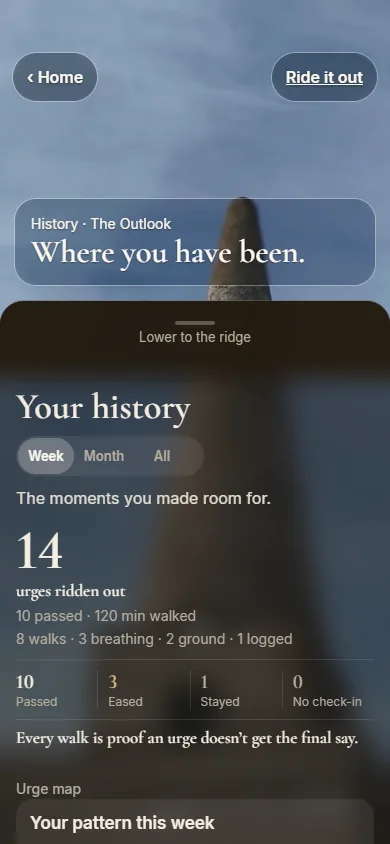 ‹ Home
Ride it out
History · The Outlook
Where you have been.
Lower to the ridge
Your history
Week Month All
The moments you made room for.
14
urges ridden out
10 passed · 120 min walked
8 walks · 3 breathing · 2 ground · 1 logged
10 3 1 0
Passed Eased Stayed No check-in
Every walk is proof an urge doesn’t get the final say.
Urge map
Your pattern this week